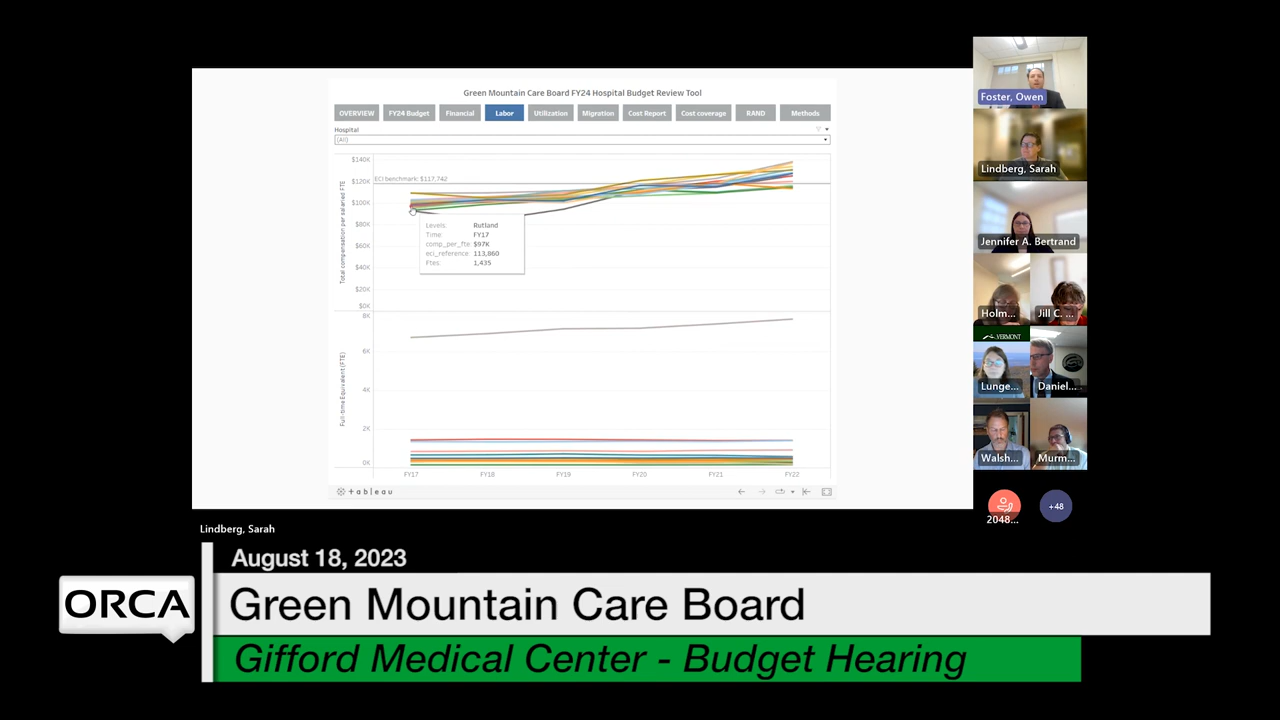 Green Mountain Care Board FY24 Hospital Budget Review Tool
OVERVIEW FY24 Budget Financial Labor Utilization Migration Cost Report Cost coverage RAND Methods
Hospital
(All)
Total compensation per salaried FTE
$140K
$120K
$100K
$80K
$60K
$40K
$20K
$0K
ECI benchmark: $117,742
Levels: Rutland
Time: FY17
comp_per_fte: $97K
eci_reference: 113,860
Ftes: 1,435
Full-time Equivalent (FTE)
8K
6K
4K
2K
0K
FY17 FY18 FY19 FY20 FY21 FY22
+ a b l e a u
Foster, Owen
Lindberg, Sarah
Jennifer A. Bertrand
Holm... Jill C. ...
VERMONT
Lunge... Daniel...
Walsh... Murm...
2048... +48
Lindberg, Sarah
August 18, 2023
ORCA
Green Mountain Care Board
Gifford Medical Center - Budget Hearing